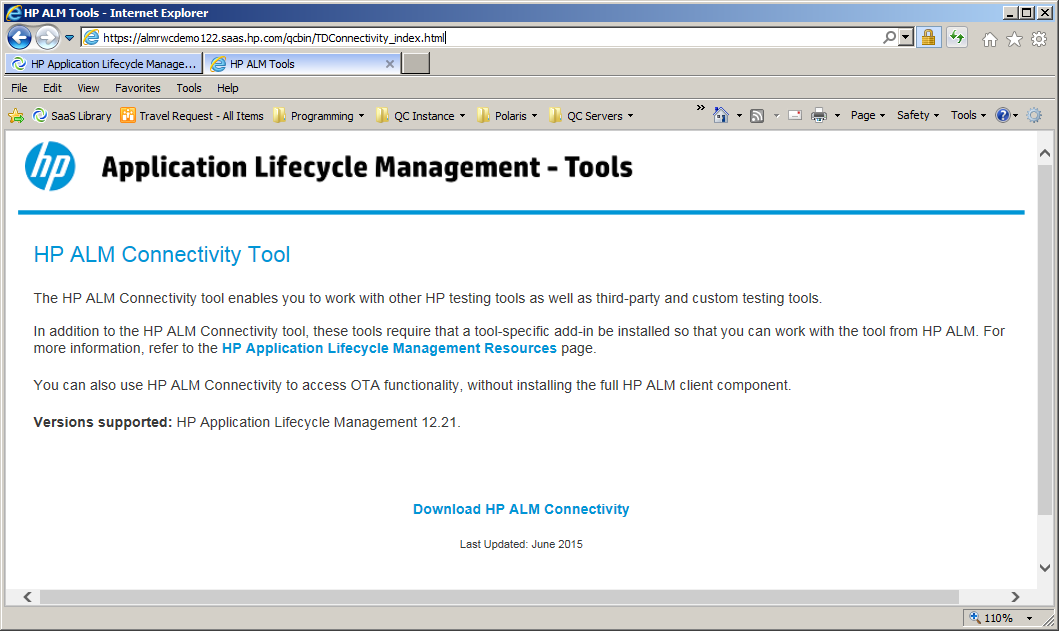 HP ALM Tools - Internet Explorer
https://almrwcdemo122.saas.hp.com/qcbin/TDConnectivity_index.html
HP Application Lifecycle Manage... HP ALM Tools
File Edit View Favorites Tools Help
SaaS Library Travel Request - All Items Programming QC Instance Polaris QC Servers » Page Safety Tools
hp Application Lifecycle Management - Tools
HP ALM Connectivity Tool
The HP ALM Connectivity tool enables you to work with other HP testing tools as well as third-party and custom testing tools.
In addition to the HP ALM Connectivity tool, these tools require that a tool-specific add-in be installed so that you can work with the tool from HP ALM. For
more information, refer to the HP Application Lifecycle Management Resources page.
You can also use HP ALM Connectivity to access OTA functionality, without installing the full HP ALM client component.
Versions supported: HP Application Lifecycle Management 12.21.
Download HP ALM Connectivity
Last Updated: June 2015
110%